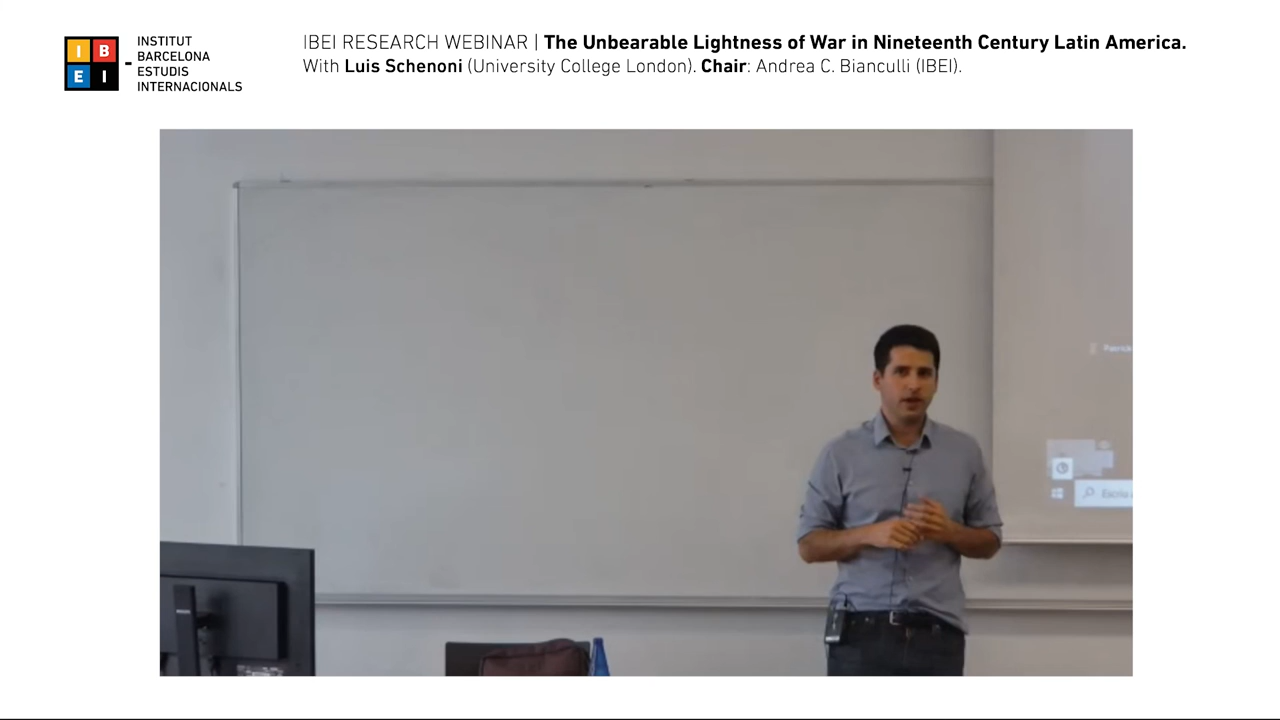 I B
E I
INSTITUT
BARCELONA
ESTUDIS
INTERNACIONALS
IBEI RESEARCH WEBINAR | The Unbearable Lightness of War in Nineteenth Century Latin America.
With Luis Schenoni (University College London). Chair: Andrea C. Bianculli (IBEI).